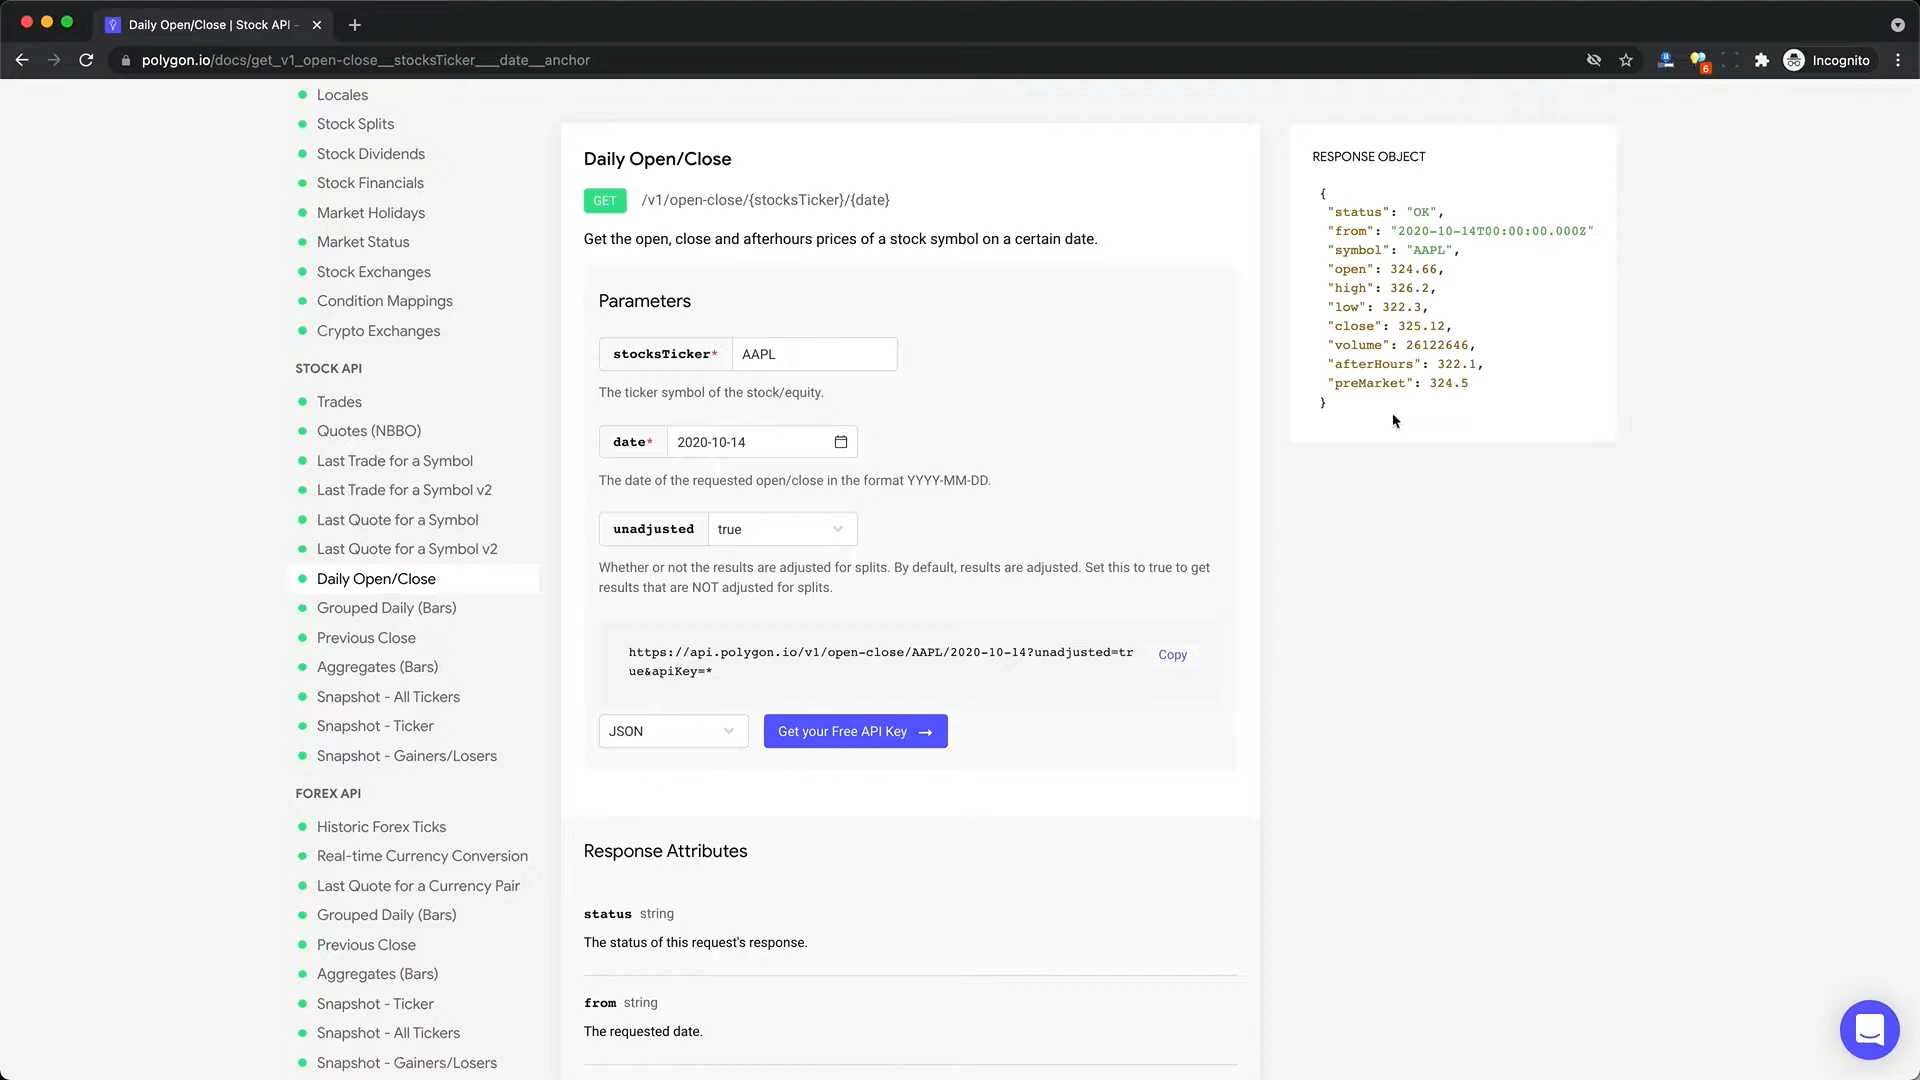 Daily Open/Close | Stock API -
polygon.io/docs/get_v1_open-close__stocksTicker___date__anchor
6
Incognito
Locales
Stock Splits
Stock Dividends
Stock Financials
Market Holidays
Market Status
Stock Exchanges
Condition Mappings
Crypto Exchanges
STOCK API
Trades
Quotes (NBBO)
Last Trade for a Symbol
Last Trade for a Symbol v2
Last Quote for a Symbol
Last Quote for a Symbol v2
Daily Open/Close
Grouped Daily (Bars)
Previous Close
Aggregates (Bars)
Snapshot - All Tickers
Snapshot - Ticker
Snapshot - Gainers/Losers
FOREX API
Historic Forex Ticks
Real-time Currency Conversion
Last Quote for a Currency Pair
Grouped Daily (Bars)
Previous Close
Aggregates (Bars)
Snapshot - Ticker
Snapshot - All Tickers
Snapshot - Gainers/Losers
Daily Open/Close
GET /v1/open-close/{stocksTicker}/{date}
Get the open, close and afterhours prices of a stock symbol on a certain date.
Parameters
stocksTicker* AAPL
The ticker symbol of the stock/equity.
date* 2020-10-14
The date of the requested open/close in the format YYYY-MM-DD.
unadjusted true
Whether or not the results are adjusted for splits. By default, results are adjusted. Set this to true to get
results that are NOT adjusted for splits.
https://api.polygon.io/v1/open-close/AAPL/2020-10-14?unadjusted=tr
ue&apiKey=*
Copy
JSON
Get your Free API Key →
Response Attributes
status string
The status of this request's response.
from string
The requested date.
RESPONSE OBJECT
{
"status": "OK",
"from": "2020-10-14T00:00:00.000Z"
"symbol": "AAPL",
"open": 324.66,
"high": 326.2,
"low": 322.3,
"close": 325.12,
"volume": 26122646,
"afterHours": 322.1,
"preMarket": 324.5
}